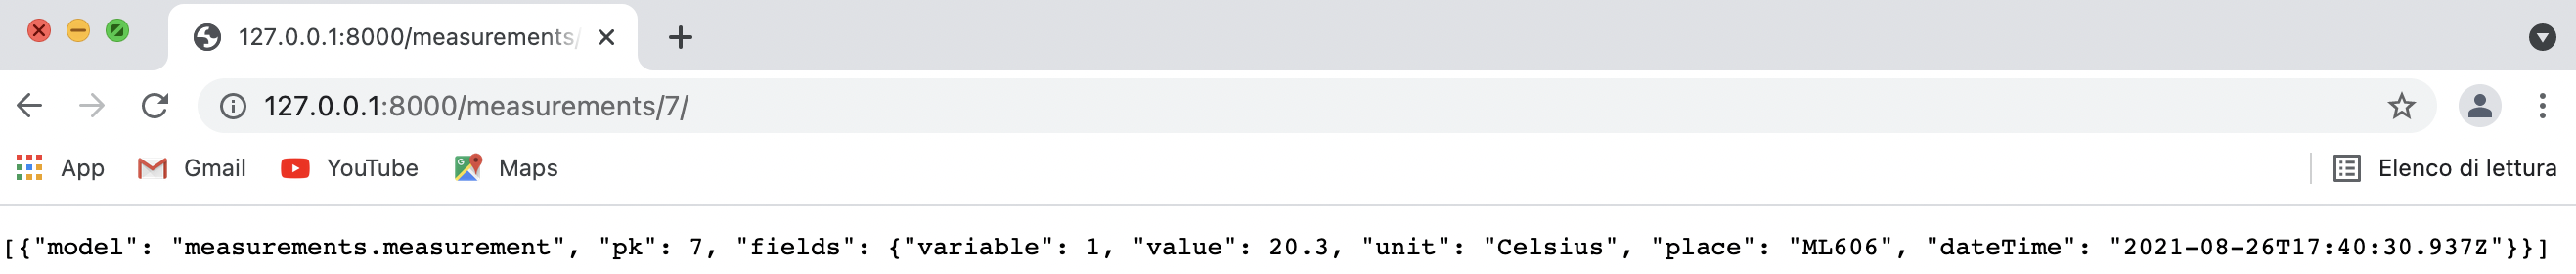 127.0.0.1:8000/measurements/
127.0.0.1:8000/measurements/7/
App Gmail YouTube Maps Elenco di lettura
[{"model": "measurements.measurement", "pk": 7, "fields": {"variable": 1, "value": 20.3, "unit": "Celsius", "place": "ML606", "dateTime": "2021-08-26T17:40:30.937Z"}}]